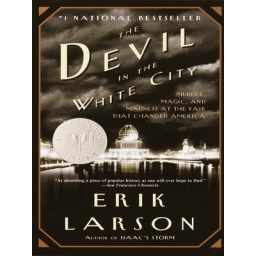 #1 NATIONAL BESTSELLER
THE
DEVIL
IN THE
WHITE CITY
MURDER,
MAGIC, AND
MADNESS AT THE FAIR
THAT CHANGED AMERICA
"As absorbing a piece of popular history as one will ever hope to find."
—San Francisco Chronicle
ERIK
LARSON
AUTHOR OF ISAAC'S STORM